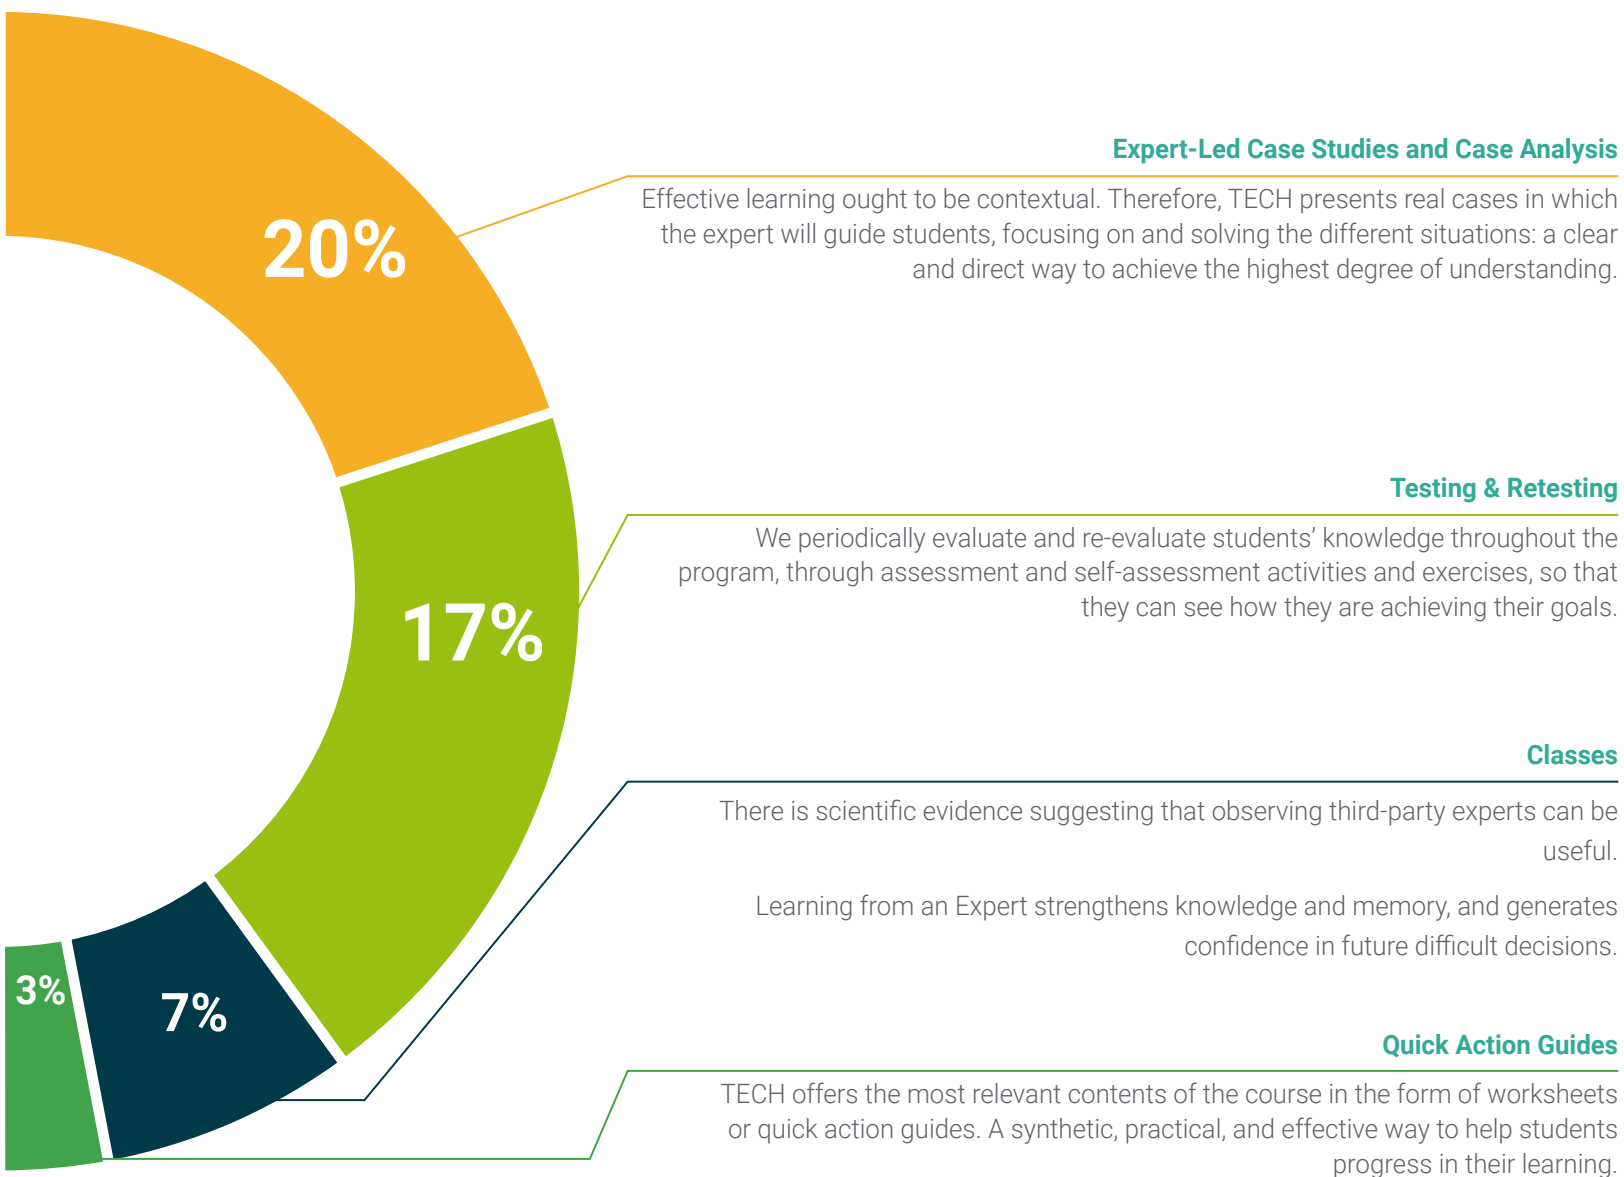 Expert-Led Case Studies and Case Analysis
Effective learning ought to be contextual. Therefore, TECH presents real cases in which
the expert will guide students, focusing on and solving the different situations: a clear
and direct way to achieve the highest degree of understanding.
20%
Testing & Retesting
We periodically evaluate and re-evaluate students’ knowledge throughout the
program, through assessment and self-assessment activities and exercises, so that
they can see how they are achieving their goals.
17%
Classes
There is scientific evidence suggesting that observing third-party experts can be
useful.
Learning from an Expert strengthens knowledge and memory, and generates
confidence in future difficult decisions.
7%
3%
Quick Action Guides
TECH offers the most relevant contents of the course in the form of worksheets
or quick action guides. A synthetic, practical, and effective way to help students
progress in their learning.